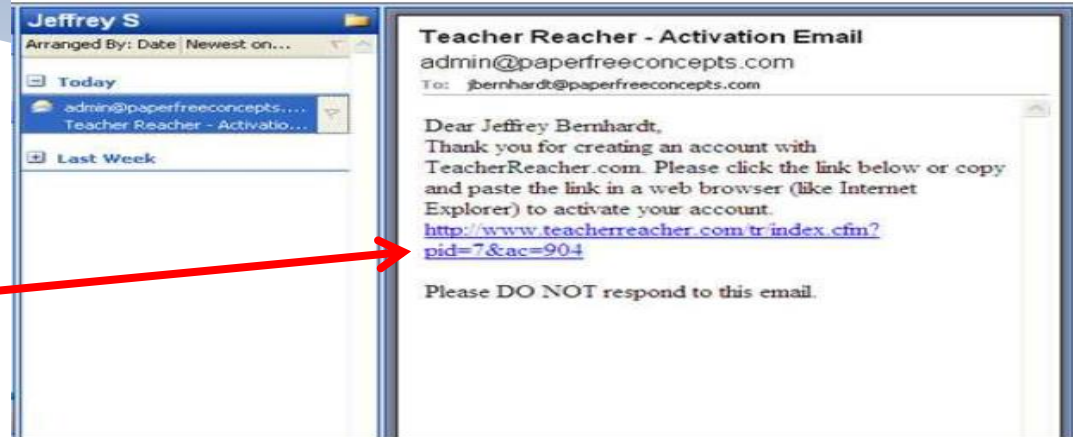 Jeffrey S
Arranged By: Date Newest on...
Today
admin@paperfreeconcepts....
Teacher Reacher - Activatio...
Last Week
Teacher Reacher - Activation Email
admin@paperfreeconcepts.com
To: jbernhardt@paperfreeconcepts.com
Dear Jeffrey Bernhardt,
Thank you for creating an account with
TeacherReacher.com. Please click the link below or copy
and paste the link in a web browser (like Internet
Explorer) to activate your account.
http://www.teacherreacher.com/tr/index.cfm?
pid=7&ac=904
Please DO NOT respond to this email.